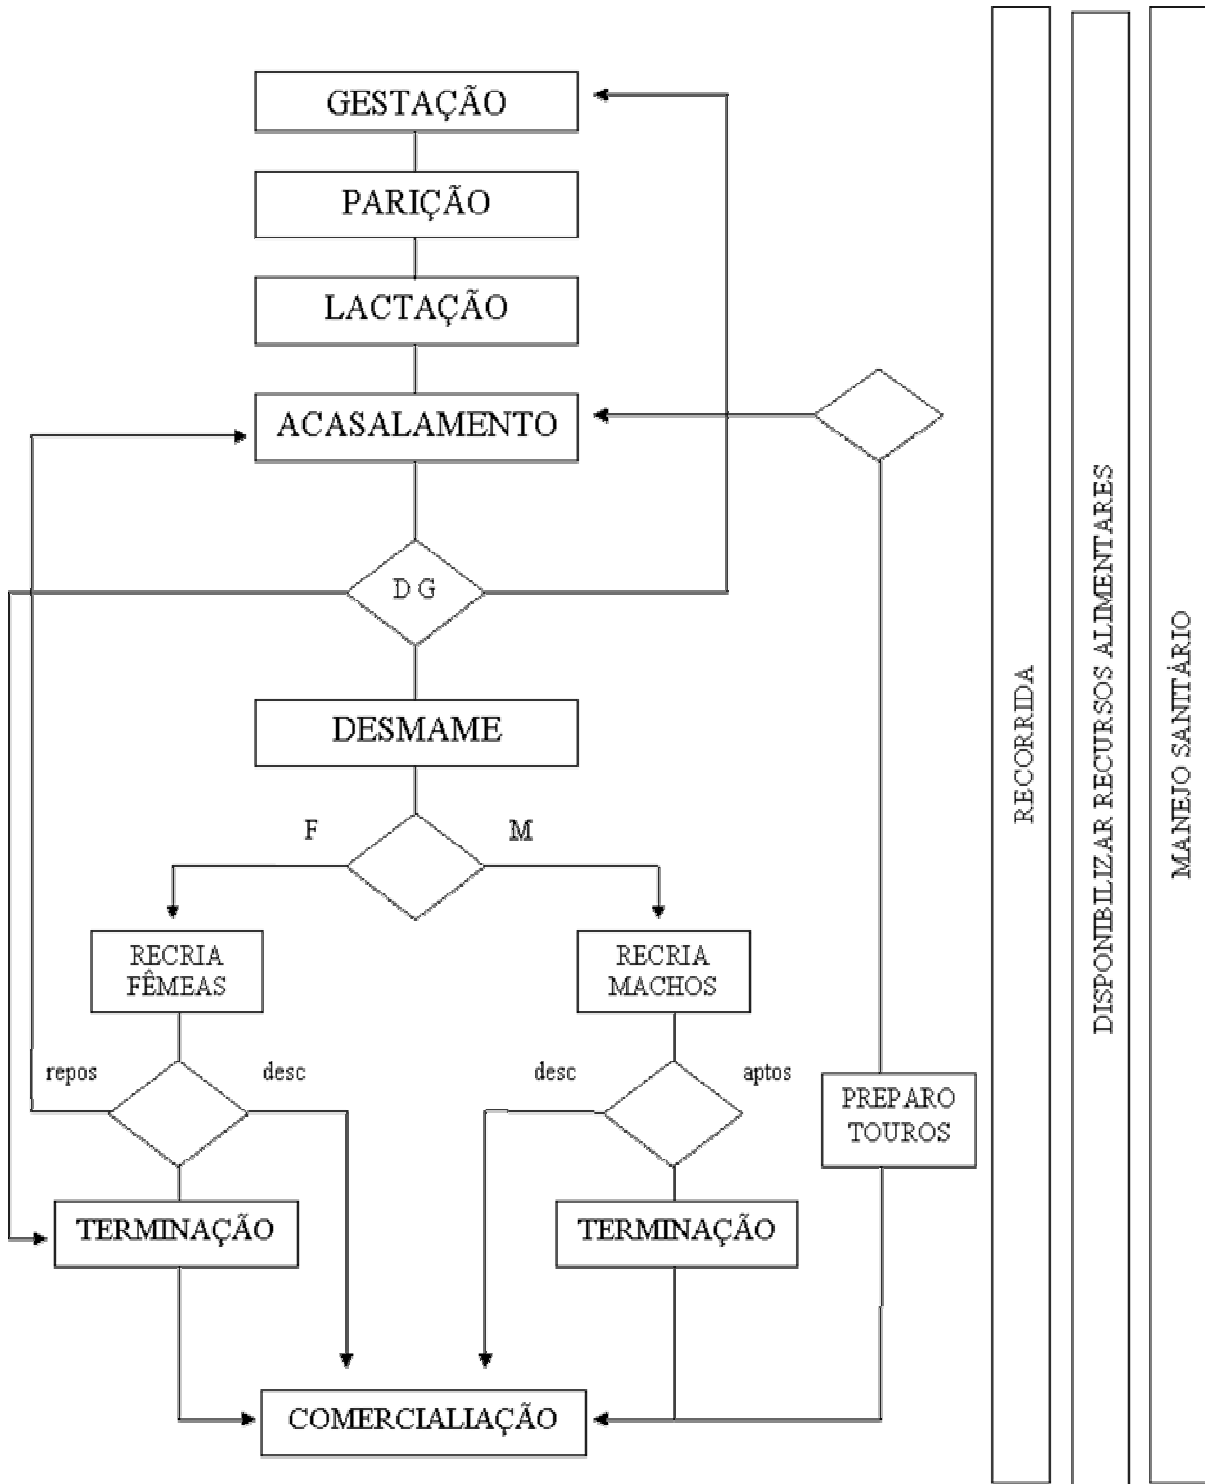 GESTAÇÃO
PARIÇÃO
LACTAÇÃO
ACASALAMENTO
D G
DESMAME
F
M
RECRIA
FÊMEAS
RECRIA
MACHOS
repos
desc
desc
aptos
PREPARO
TOUROS
TERMINAÇÃO
TERMINAÇÃO
COMERCIALIAÇÃO
RECORRIDA
DISPONIBILIZAR RECURSOS ALIMENTARES
MANEJO SANITÁRIO